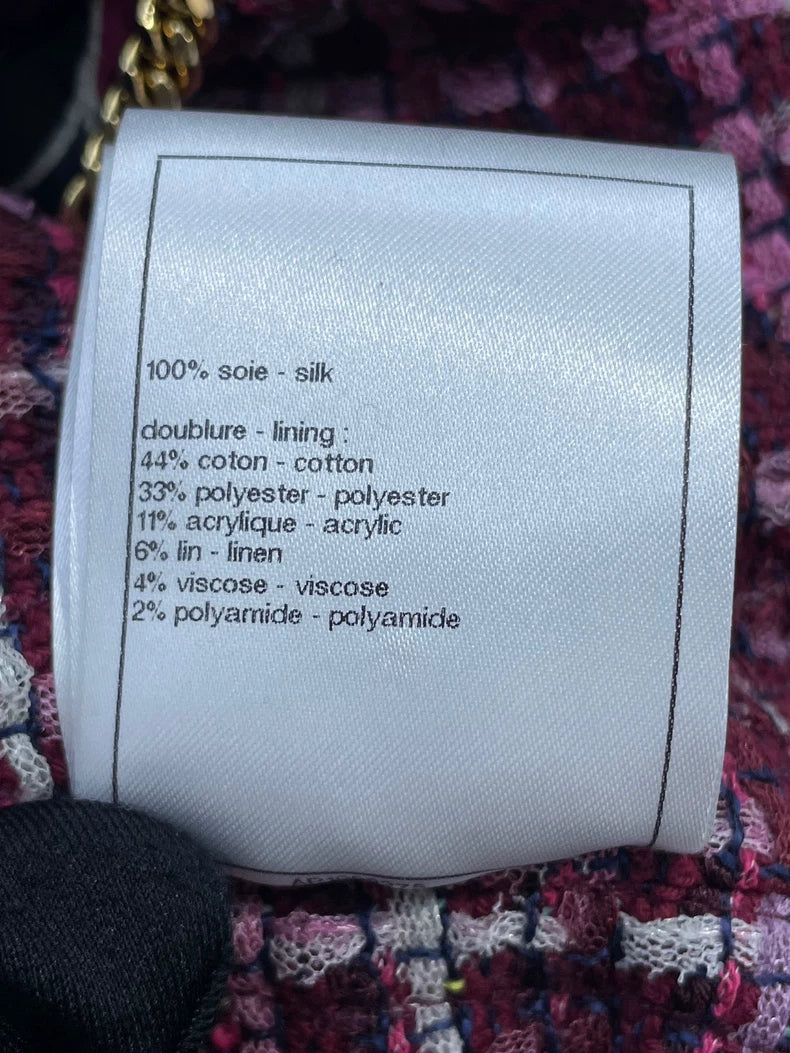 100% soie - silk
doublure - lining :
44% coton - cotton
33% polyester - polyester
11% acrylique - acrylic
6% lin - linen
4% viscose - viscose
2% polyamide - polyamide